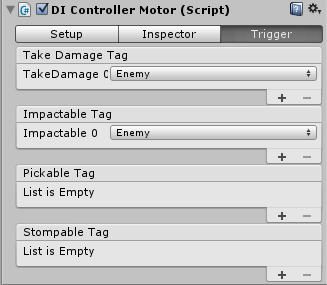 DI Controller Motor (Script)
Setup Inspector Trigger
Take Damage Tag
TakeDamage 0 Enemy
+ −
Impactable Tag
Impactable 0 Enemy
+ −
Pickable Tag
List is Empty
+ −
Stompable Tag
List is Empty
+ −